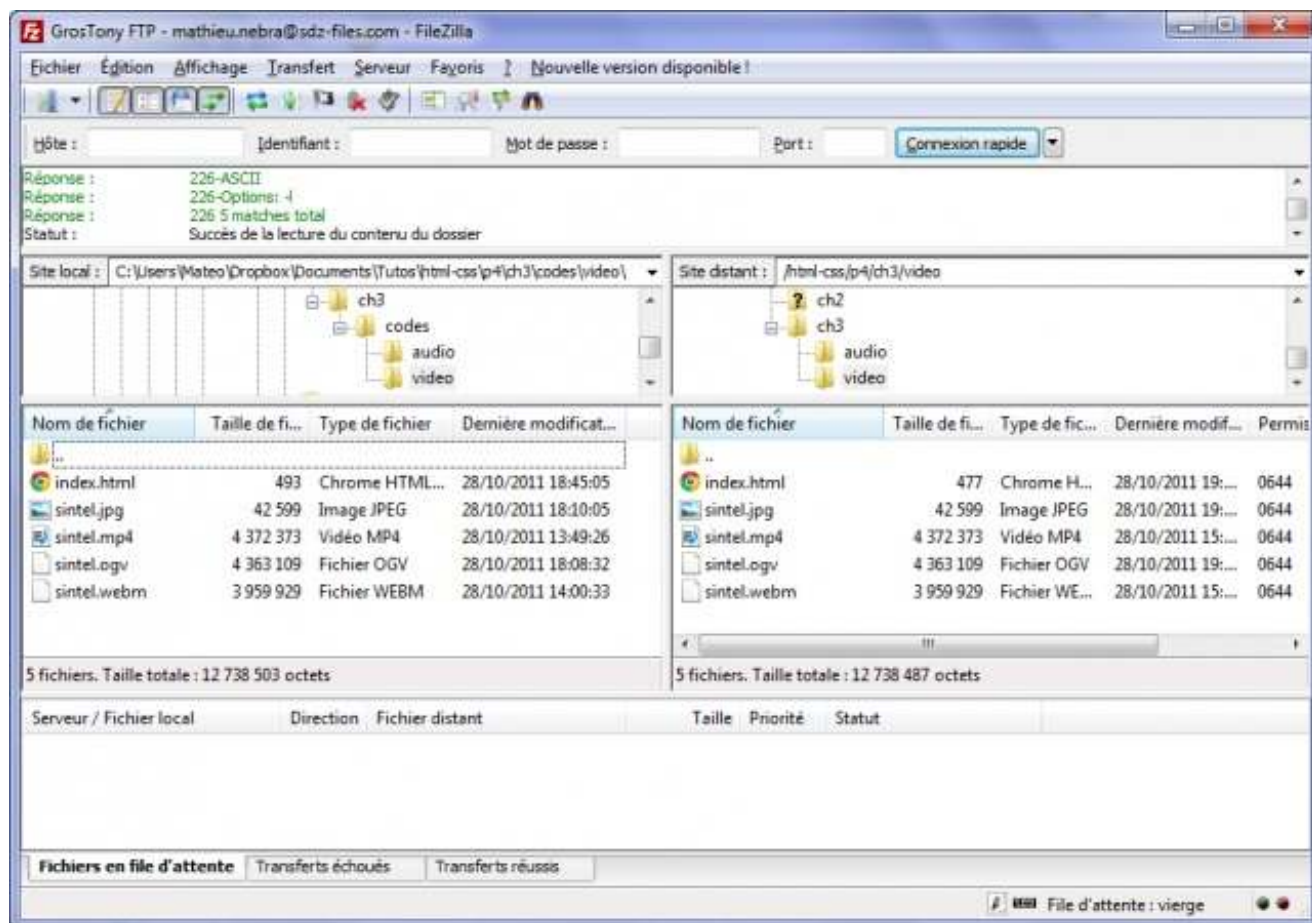 GrosTony FTP - mathieu.nebra@sdz-files.com - FileZilla
Fichier Édition Affichage Transfert Serveur Favoris ? Nouvelle version disponible !
Hôte : Identifiant : Mot de passe : Port : Connexion rapide
Réponse : 226-ASCII
Réponse : 226-Options: -l
Réponse : 226 5 matches total
Statut : Succès de la lecture du contenu du dossier
Site local : C:\Users\Mateo\Dropbox\Documents\Tutos\html-css\p4\ch3\codes\video\
ch3
codes
audio
video
Site distant : /html-css/p4/ch3/video
? ch2
ch3
audio
video
Nom de fichier Taille de fi... Type de fichier Dernière modificat...
..
index.html 493 Chrome HTML... 28/10/2011 18:45:05
sintel.jpg 42 599 Image JPEG 28/10/2011 18:10:05
sintel.mp4 4 372 373 Vidéo MP4 28/10/2011 13:49:26
sintel.ogv 4 363 109 Fichier OGV 28/10/2011 18:08:32
sintel.webm 3 959 929 Fichier WEBM 28/10/2011 14:00:33
5 fichiers. Taille totale : 12 738 503 octets
Nom de fichier Taille de fi... Type de fic... Dernière modif... Permis
..
index.html 477 Chrome H... 28/10/2011 19:... 0644
sintel.jpg 42 599 Image JPEG 28/10/2011 19:... 0644
sintel.mp4 4 372 373 Vidéo MP4 28/10/2011 15:... 0644
sintel.ogv 4 363 109 Fichier OGV 28/10/2011 19:... 0644
sintel.webm 3 959 929 Fichier WE... 28/10/2011 15:... 0644
5 fichiers. Taille totale : 12 738 487 octets
Serveur / Fichier local Direction Fichier distant Taille Priorité Statut
Fichiers en file d'attente Transferts échoués Transferts réussis
File d'attente : vierge